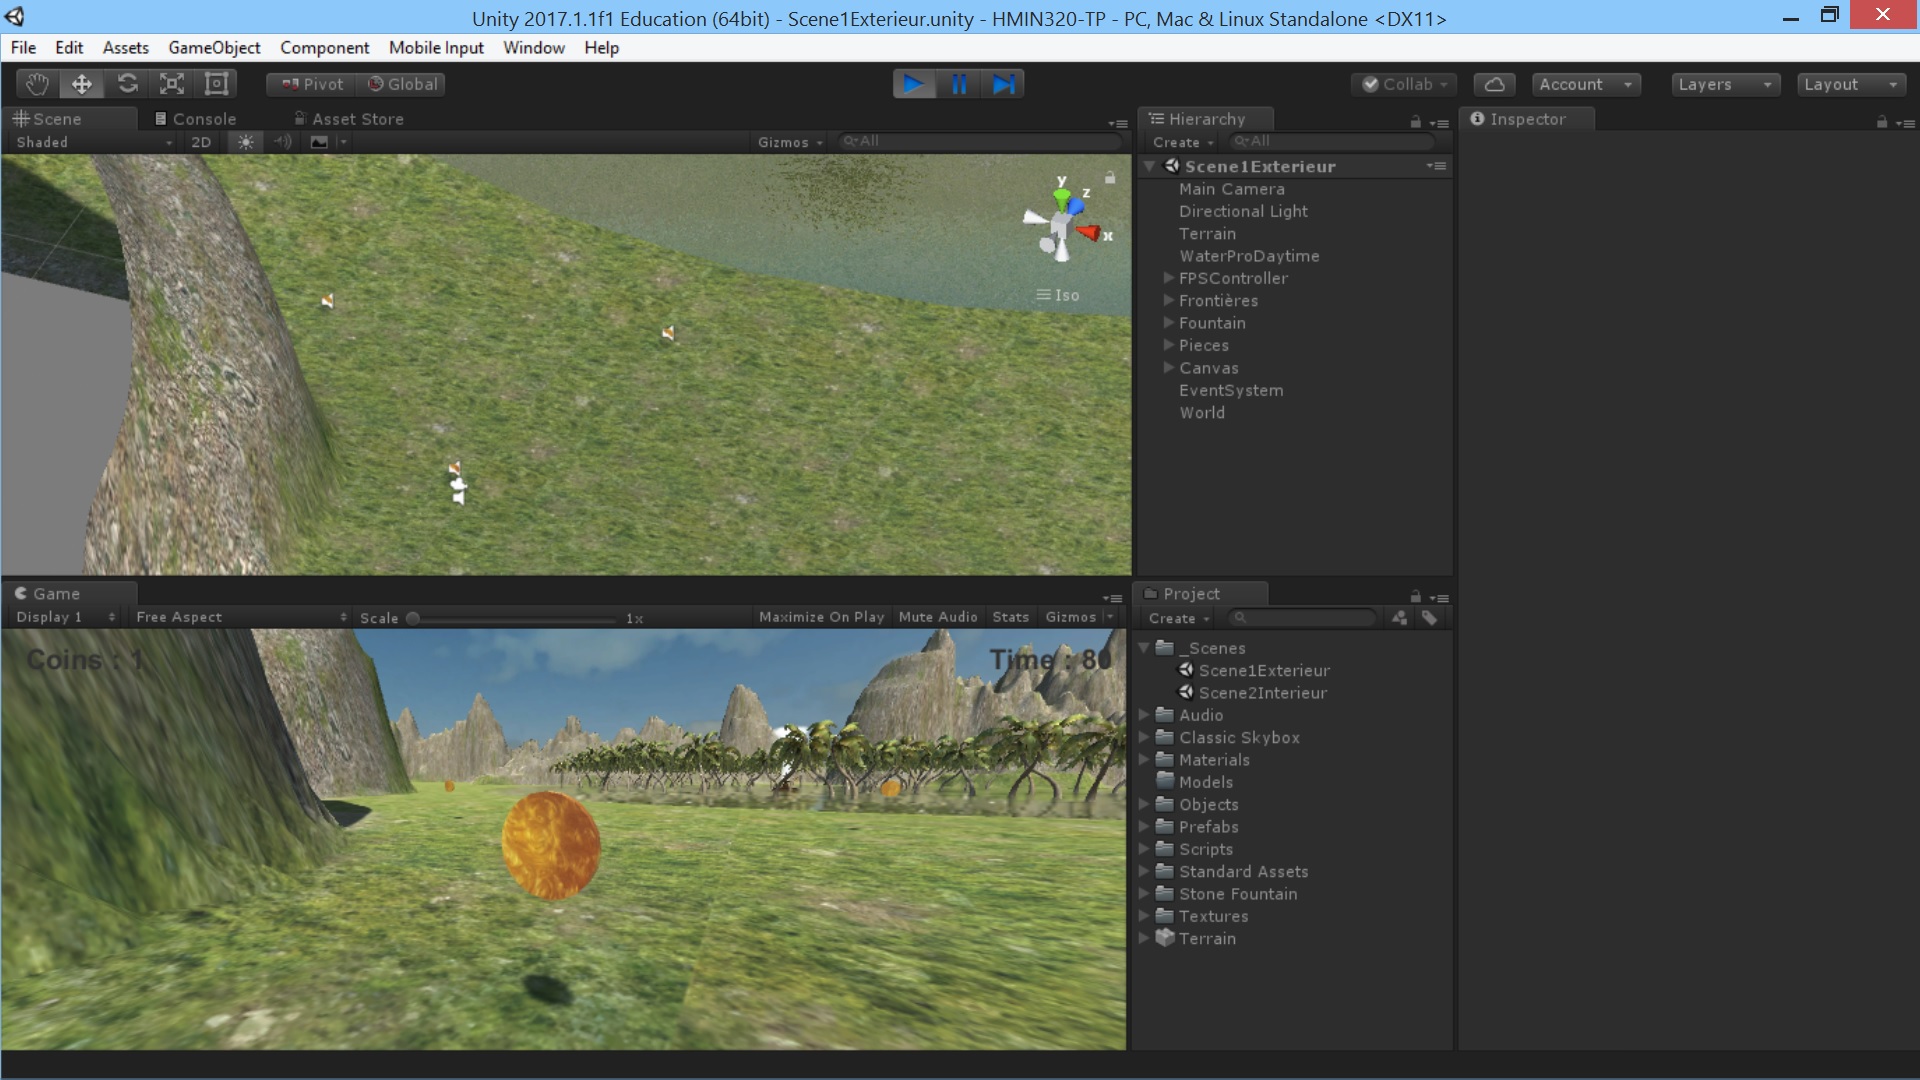 Unity 2017.1.1f1 Education (64bit) - Scene1Exterieur.unity - HMIN320-TP - PC, Mac & Linux Standalone <DX11>
File Edit Assets GameObject Component Mobile Input Window Help
Pivot Global Collab Account Layers Layout
Scene Console Asset Store
Shaded 2D Gizmos All
y
z
x
Iso
Hierarchy
Create All
Scene1Exterieur
Main Camera
Directional Light
Terrain
WaterProDaytime
FPSController
Frontières
Fountain
Pieces
Canvas
EventSystem
World
Inspector
Game
Display 1 Free Aspect Scale 1x Maximize On Play Mute Audio Stats Gizmos
Coins : 1 Time : 80
Project
Create
_Scenes
Scene1Exterieur
Scene2Interieur
Audio
Classic Skybox
Materials
Models
Objects
Prefabs
Scripts
Standard Assets
Stone Fountain
Textures
Terrain